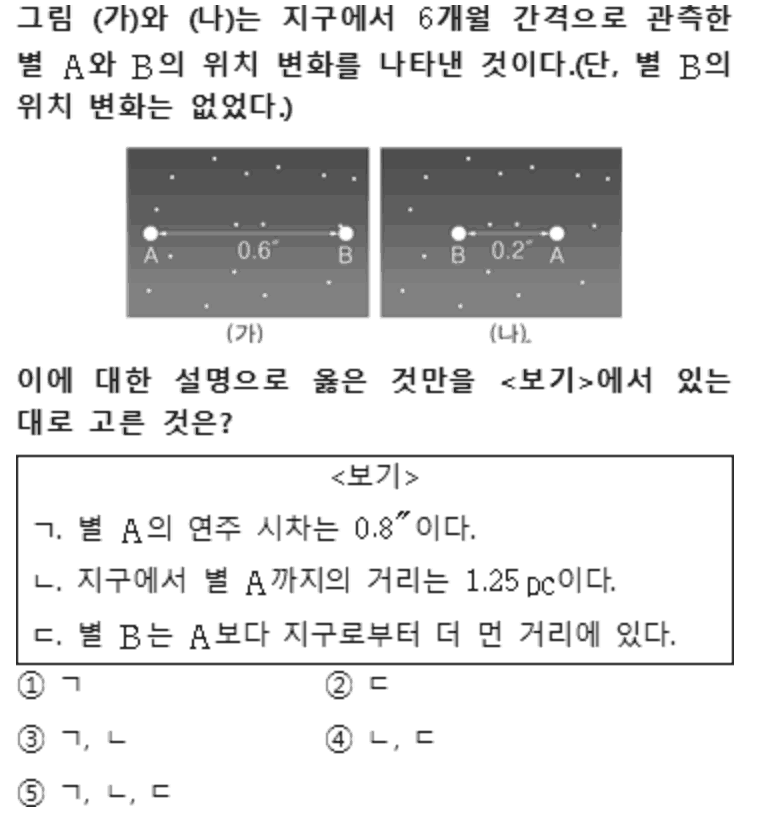 그림 (가)와 (나)는 지구에서 6개월 간격으로 관측한
별 A와 B의 위치 변화를 나타낸 것이다.(단, 별 B의
위치 변화는 없었다.)
A 0.6″ B
B 0.2″ A
(가) (나)
이에 대한 설명으로 옳은 것만을 <보기>에서 있는
대로 고른 것은?
<보기>
ㄱ. 별 A의 연주 시차는 0.8″이다.
ㄴ. 지구에서 별 A까지의 거리는 1.25pc이다.
ㄷ. 별 B는 A보다 지구로부터 더 먼 거리에 있다.
① ㄱ ② ㄷ
③ ㄱ, ㄴ ④ ㄴ, ㄷ
⑤ ㄱ, ㄴ, ㄷ